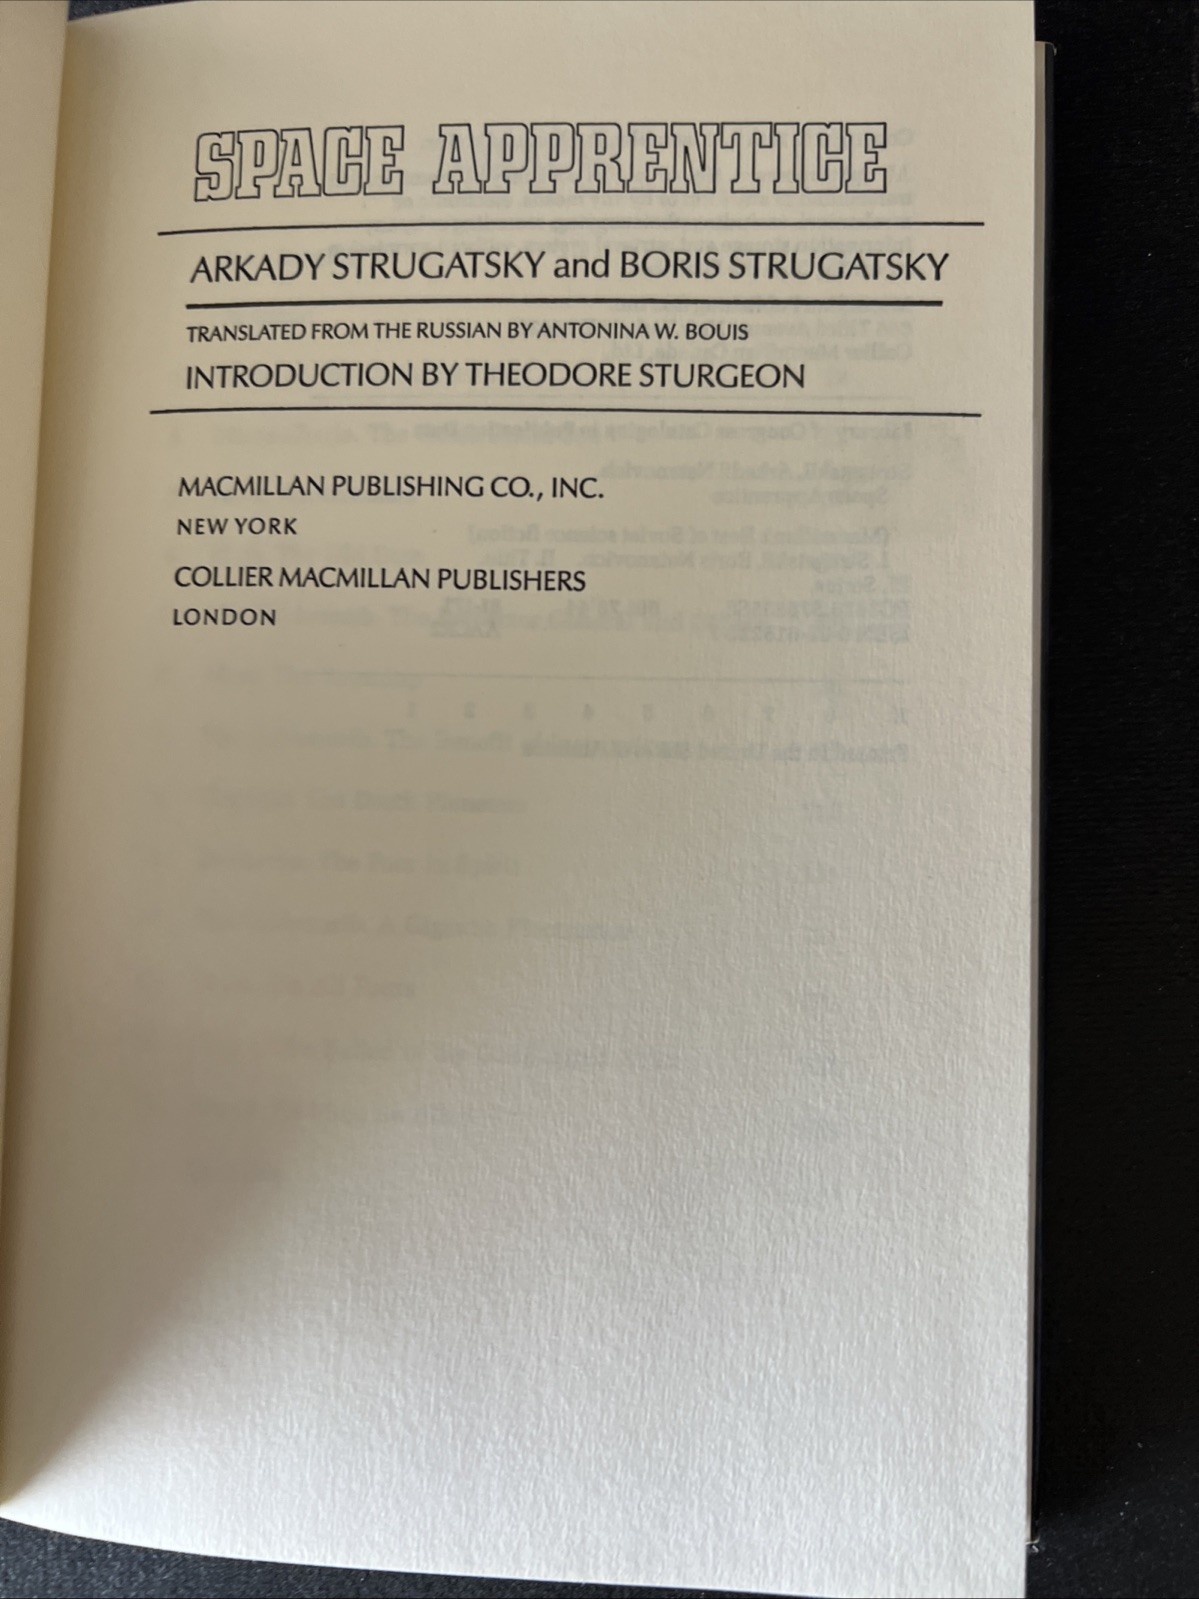 SPACE APPRENTICE
ARKADY STRUGATSKY and BORIS STRUGATSKY
TRANSLATED FROM THE RUSSIAN BY ANTONINA W. BOUIS
INTRODUCTION BY THEODORE STURGEON
MACMILLAN PUBLISHING CO., INC.
NEW YORK
COLLIER MACMILLAN PUBLISHERS
LONDON